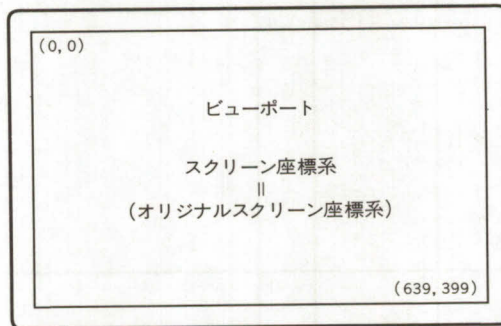 (0,0)
ビューポート
スクリーン座標系
॥
(オリジナルスクリーン座標系)
(639,399)